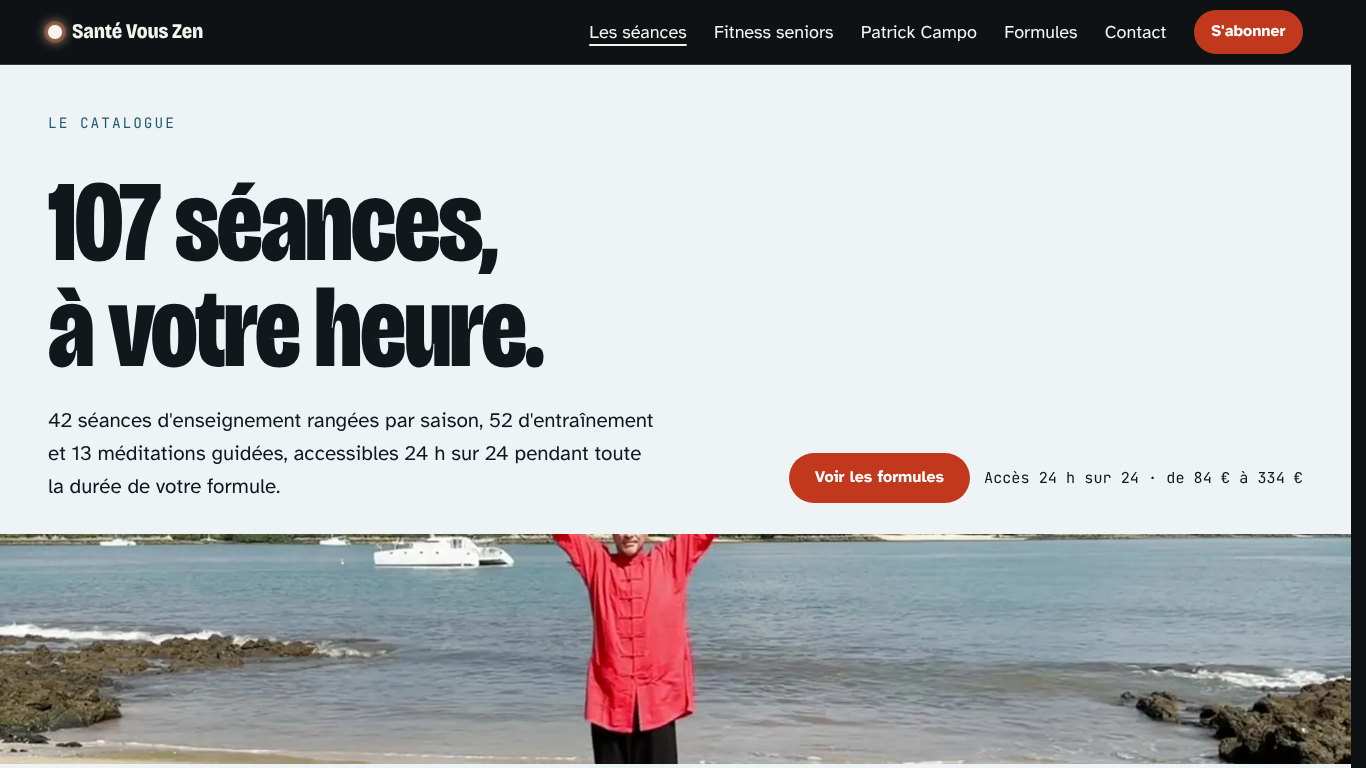 Santé Vous Zen
Les séances
Fitness seniors
Patrick Campo
Formules
Contact
S'abonner
LE CATALOGUE
107 séances,
à votre heure.
42 séances d'enseignement rangées par saison, 52 d'entraînement
et 13 méditations guidées, accessibles 24 h sur 24 pendant toute
la durée de votre formule.
Voir les formules
Accès 24 h sur 24 · de 84 € à 334 €